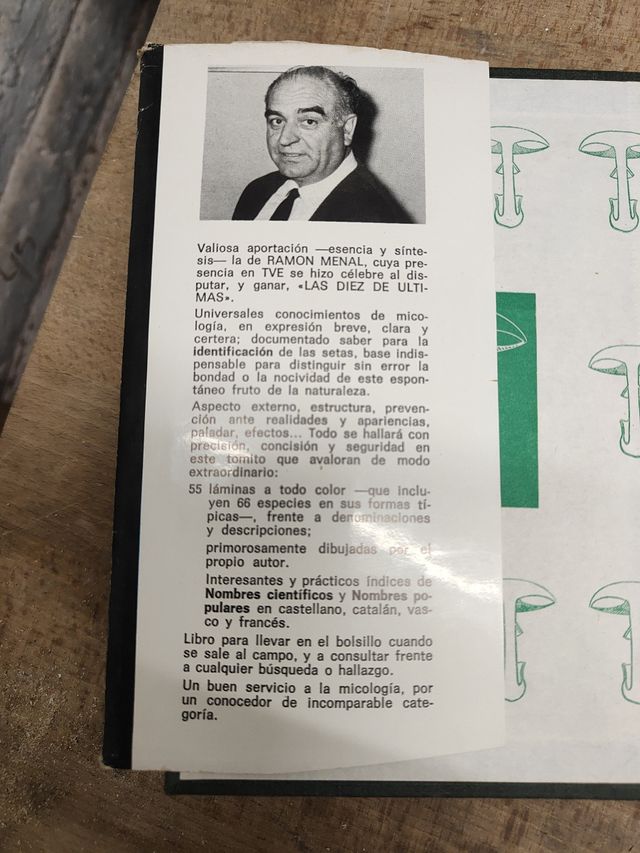 Valiosa aportación —esencia y sínte-
sis— la de RAMON MENAL, cuya pre-
sencia en TVE se hizo célebre al dis-
putar, y ganar, «LAS DIEZ DE ULTI-
MAS».
Universales conocimientos de mico-
logía, en expresión breve, clara y
certera; documentado saber para la
identificación de las setas, base indis-
pensable para distinguir sin error la
bondad o la nocividad de este espon-
táneo fruto de la naturaleza.
Aspecto externo, estructura, preven-
ción ante realidades y apariencias,
paladar, efectos... Todo se hallará con
precisión, concisión y seguridad en
este tomito que avaloran de modo
extraordinario:
55 láminas a todo color —que inclu-
yen 66 especies en sus formas tí-
picas—, frente a denominaciones
y descripciones;
primorosamente dibujadas por el
propio autor.
Interesantes y prácticos índices de
Nombres científicos y Nombres po-
pulares en castellano, catalán, vas-
co y francés.
Libro para llevar en el bolsillo cuando
se sale al campo, y a consultar frente
a cualquier búsqueda o hallazgo.
Un buen servicio a la micología, por
un conocedor de incomparable cate-
goría.